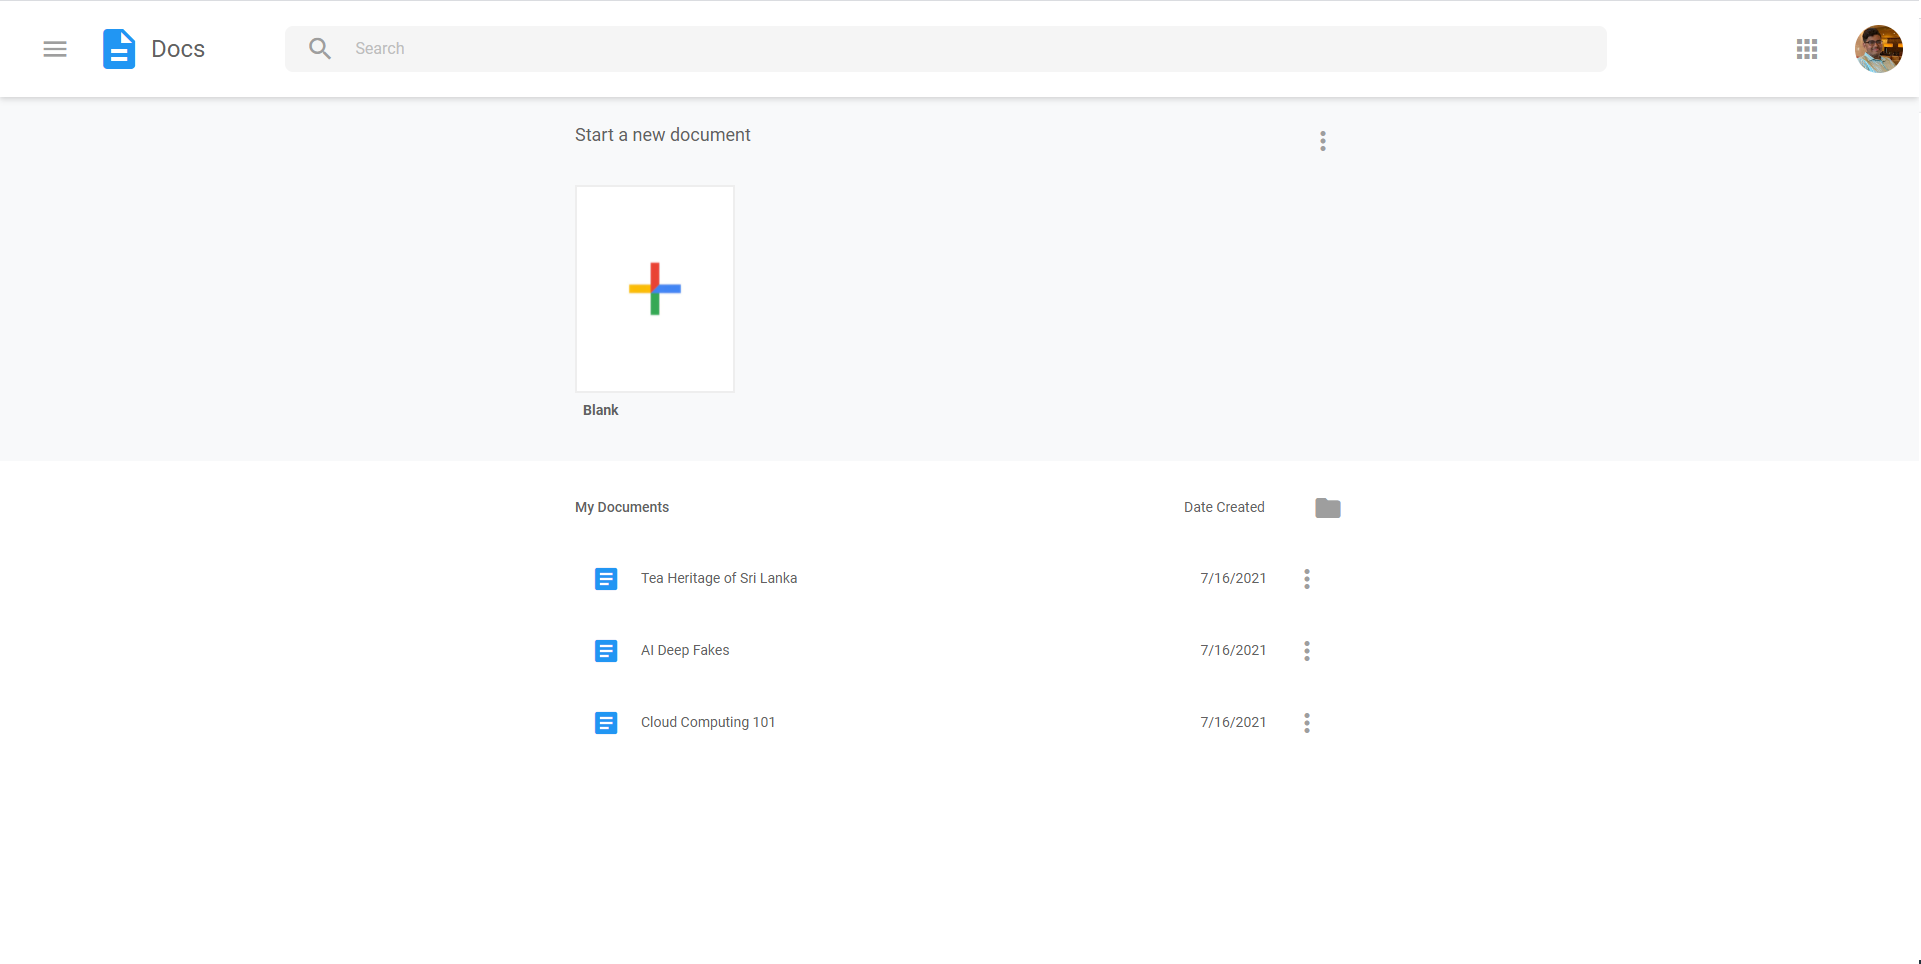 Docs
Search
Start a new document
Blank
My Documents
Date Created
Tea Heritage of Sri Lanka
7/16/2021
AI Deep Fakes
7/16/2021
Cloud Computing 101
7/16/2021